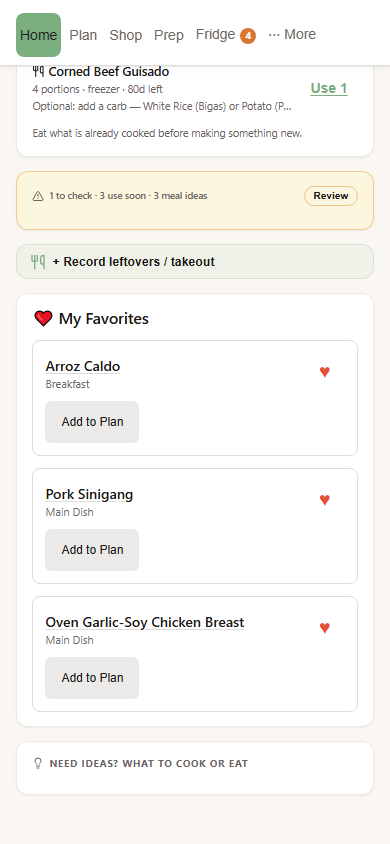 Home Plan Shop Prep Fridge 4 ··· More
Corned Beef Guisado
4 portions · freezer · 80d left
Use 1
Optional: add a carb — White Rice (Bigas) or Potato (P...
Eat what is already cooked before making something new.
1 to check · 3 use soon · 3 meal ideas
Review
+ Record leftovers / takeout
My Favorites
Arroz Caldo
Breakfast
Add to Plan
Pork Sinigang
Main Dish
Add to Plan
Oven Garlic-Soy Chicken Breast
Main Dish
Add to Plan
NEED IDEAS? WHAT TO COOK OR EAT